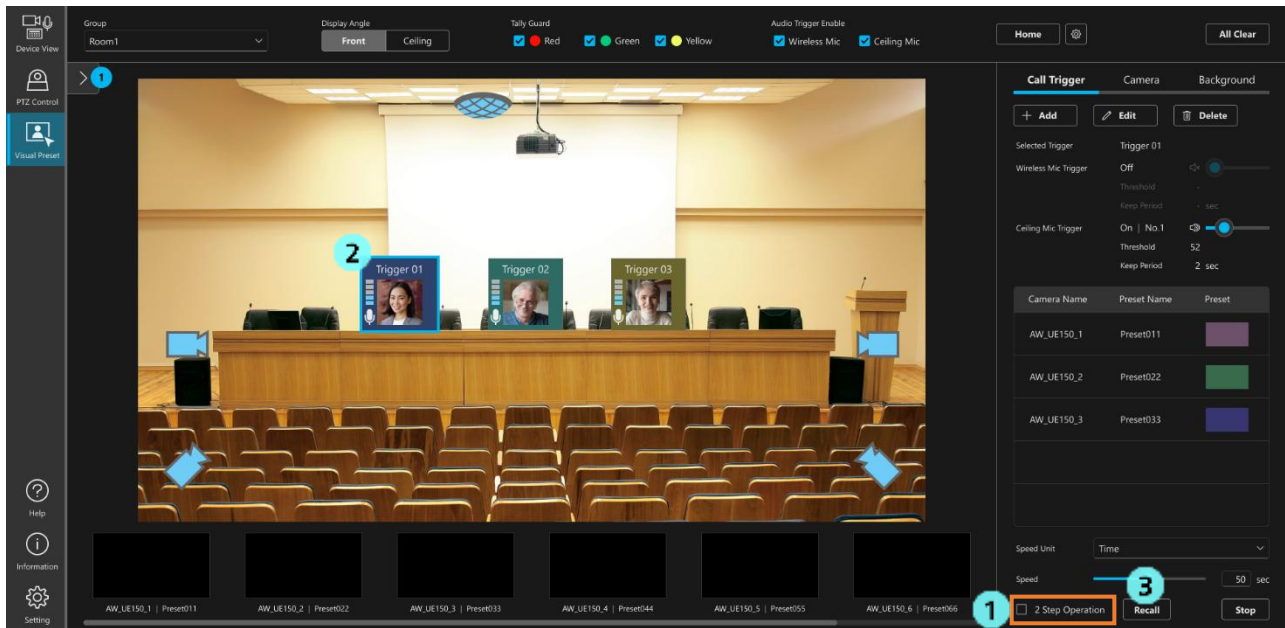 Device View
PTZ Control
Visual Preset
Help
Information
Setting
Group
Room1
Display Angle
Front Ceiling
Tally Guard
Red Green Yellow
Audio Trigger Enable
Wireless Mic Ceiling Mic
Home
All Clear
1
2
Trigger 01
Trigger 02
Trigger 03
Call Trigger Camera Background
+ Add Edit Delete
Selected Trigger Trigger 01
Wireless Mic Trigger Off
Threshold -
Keep Period - sec
Ceiling Mic Trigger On | No.1
Threshold 52
Keep Period 2 sec
Camera Name Preset Name Preset
AW_UE150_1 Preset011
AW_UE150_2 Preset022
AW_UE150_3 Preset033
Speed Unit Time
Speed 50 sec
1 2 Step Operation 3 Recall Stop
AW_UE150_1 | Preset011
AW_UE150_2 | Preset022
AW_UE150_3 | Preset033
AW_UE150_4 | Preset044
AW_UE150_5 | Preset055
AW_UE150_6 | Preset066